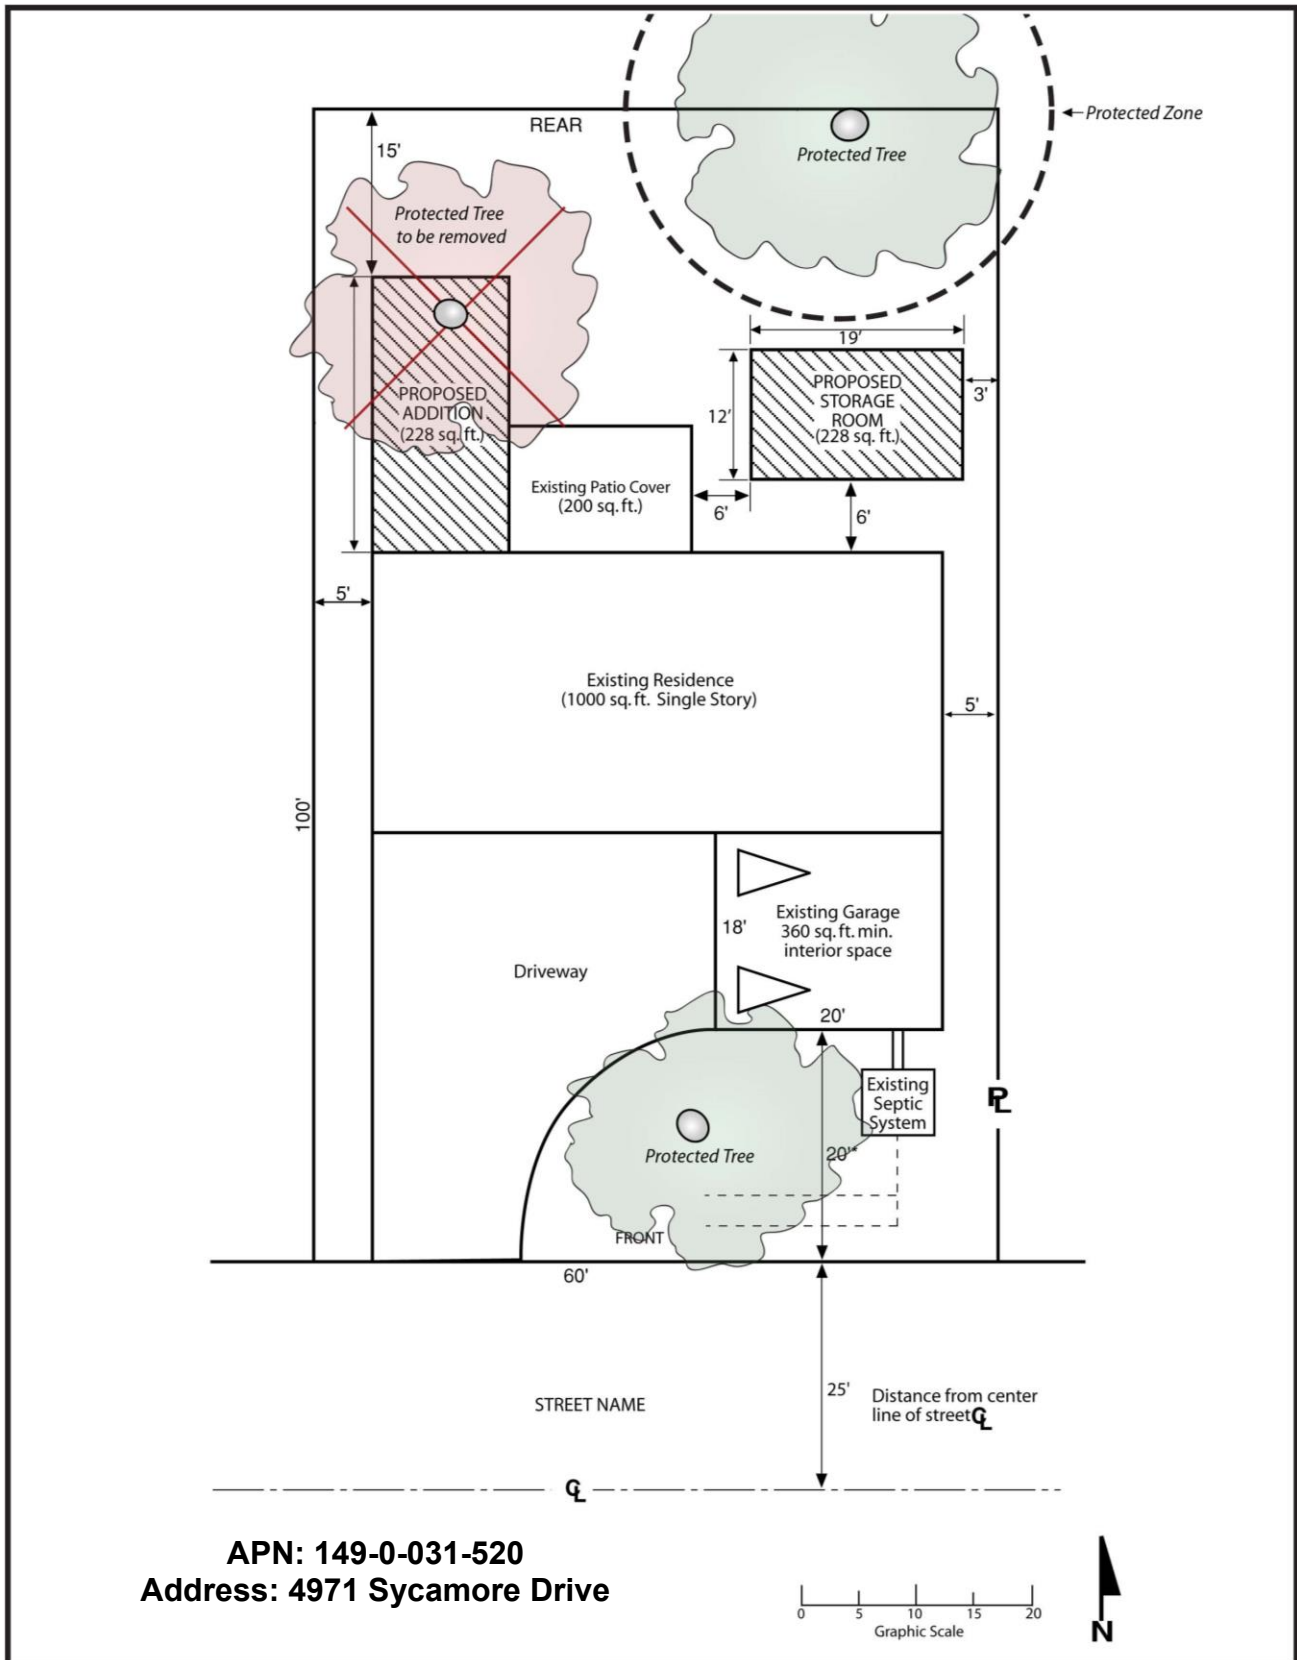 REAR
Protected Zone
Protected Tree
15'
Protected Tree
to be removed
19'
PROPOSED
STORAGE
ROOM
(228 sq. ft.)
12'
3'
PROPOSED
ADDITION
(228 sq. ft.)
Existing Patio Cover
(200 sq. ft.)
6'
6'
5'
Existing Residence
(1000 sq. ft. Single Story)
5'
100'
18'
Existing Garage
360 sq. ft. min.
interior space
Driveway
20'
Existing
Septic
System
PL
Protected Tree
20'*
FRONT
60'
25'
Distance from center
line of street CL
STREET NAME
CL
APN: 149-0-031-520
Address: 4971 Sycamore Drive
0 5 10 15 20
Graphic Scale
N